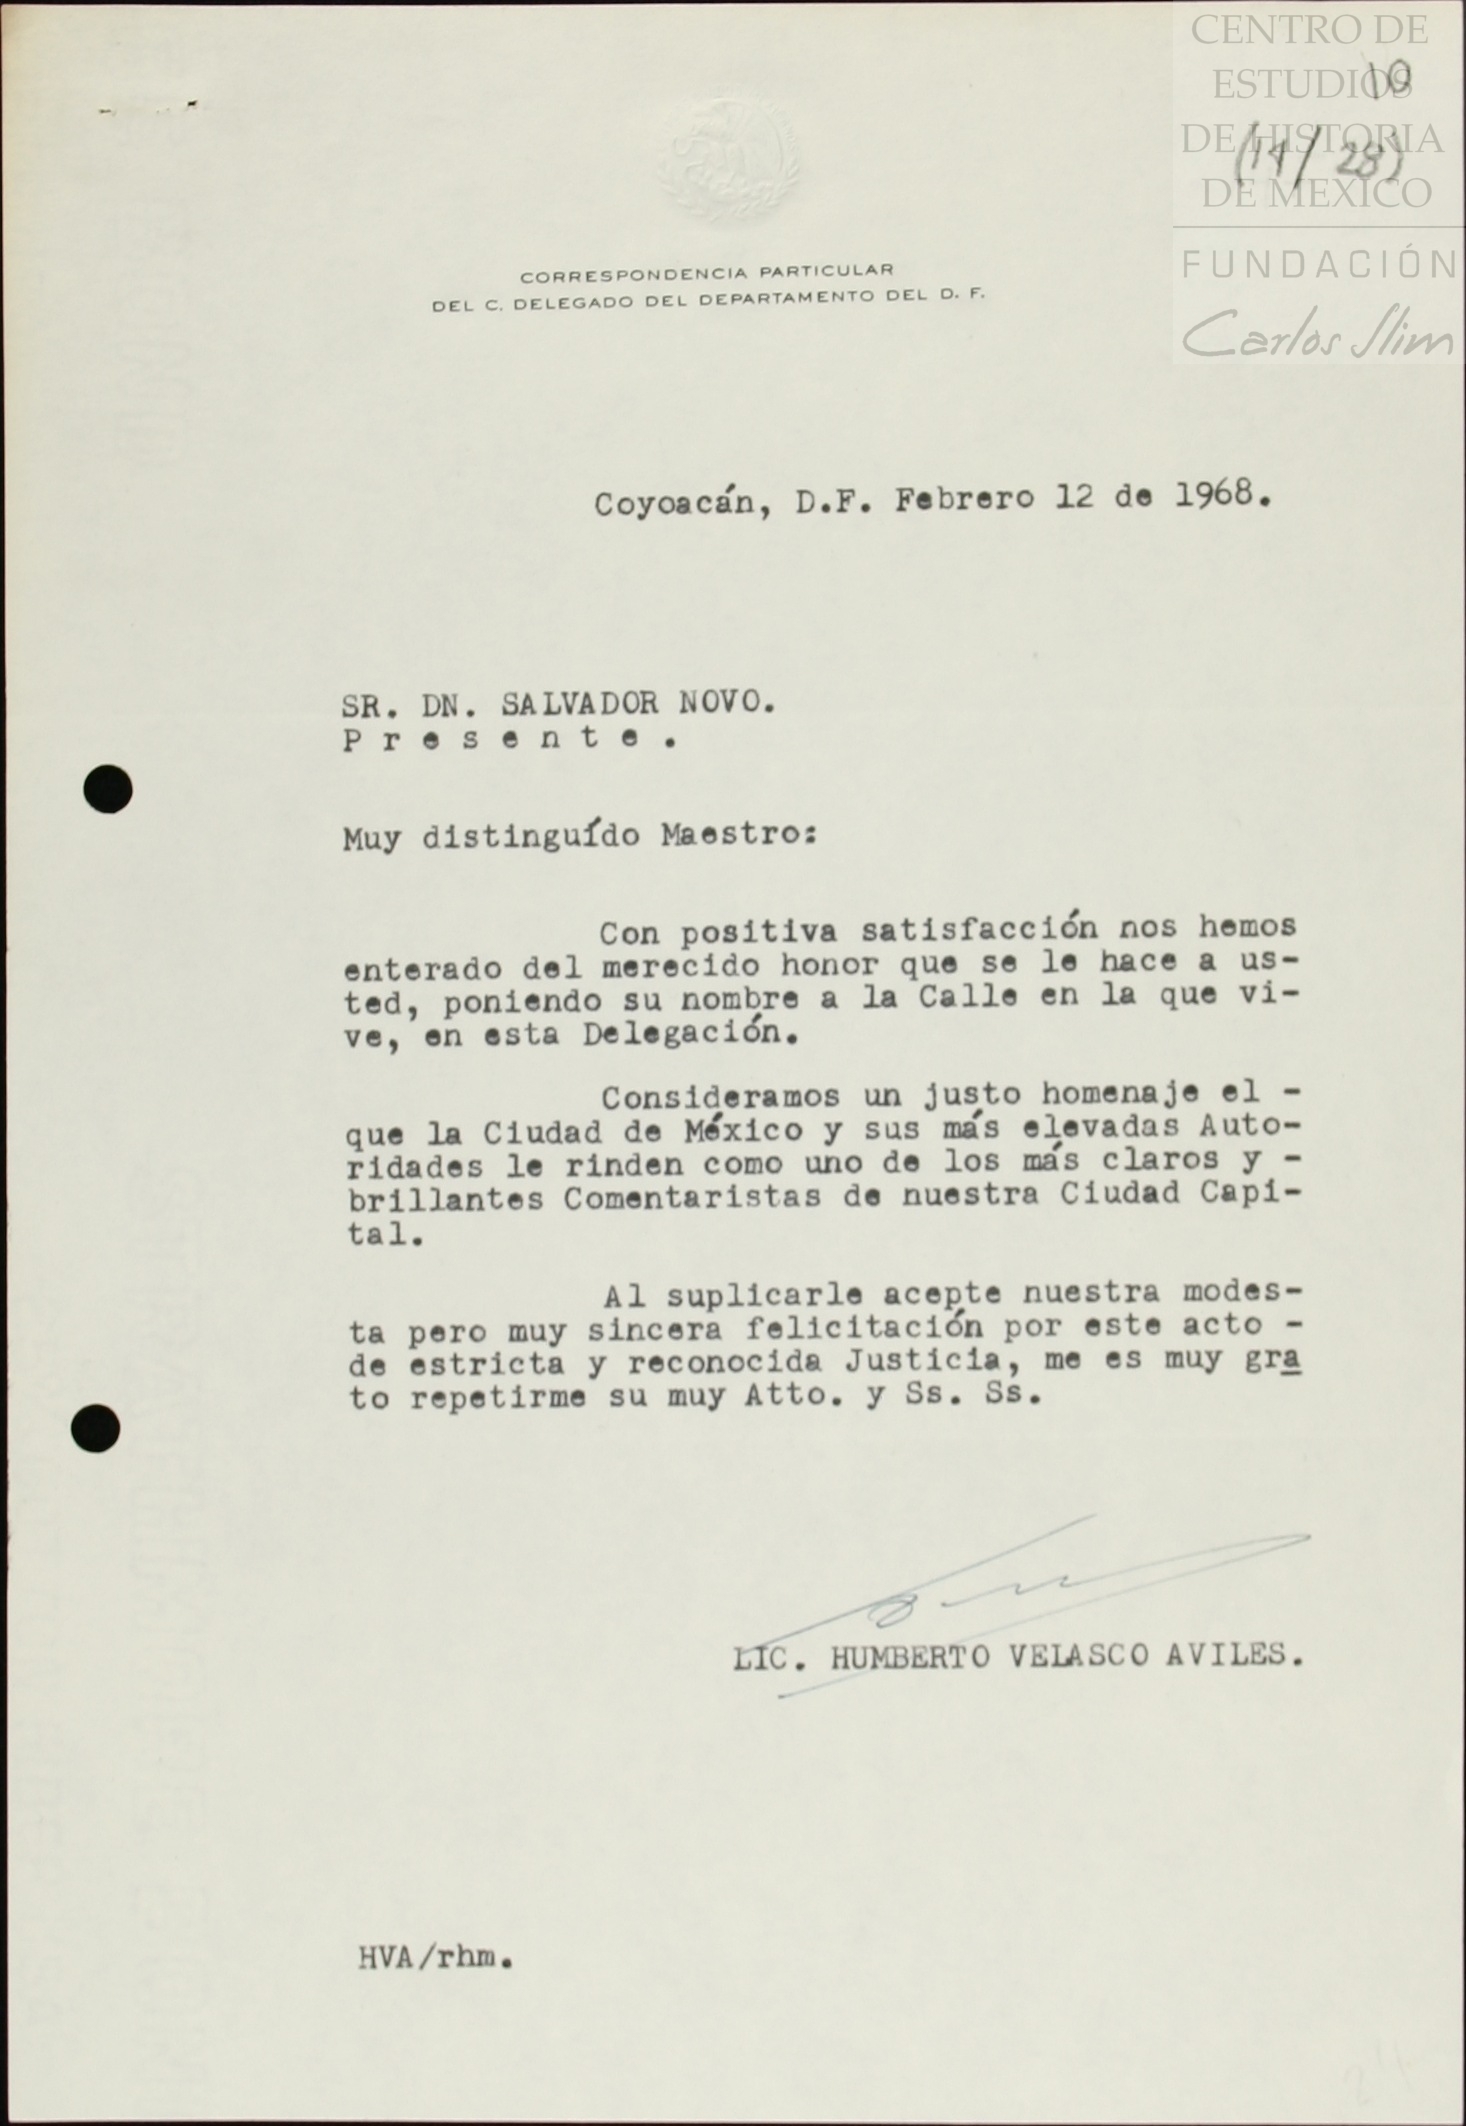 CENTRO DE
ESTUDIOS
DE HISTORIA
DE MEXICO
FUNDACIÓN
Carlos Slim
10
(14/28)
CORRESPONDENCIA PARTICULAR
DEL C. DELEGADO DEL DEPARTAMENTO DEL D. F.
Coyoacán, D.F. Febrero 12 de 1968.
SR. DN. SALVADOR NOVO.
P r e s e n t e .
Muy distinguído Maestro:
Con positiva satisfacción nos hemos
enterado del merecido honor que se le hace a us-
ted, poniendo su nombre a la Calle en la que vi-
ve, en esta Delegación.
Consideramos un justo homenaje el -
que la Ciudad de México y sus más elevadas Auto-
ridades le rinden como uno de los más claros y -
brillantes Comentaristas de nuestra Ciudad Capi-
tal.
Al suplicarle acepte nuestra modes-
ta pero muy sincera felicitación por este acto -
de estricta y reconocida Justicia, me es muy gra
to repetirme su muy Atto. y Ss. Ss.
LIC. HUMBERTO VELASCO AVILES.
HVA/rhm.